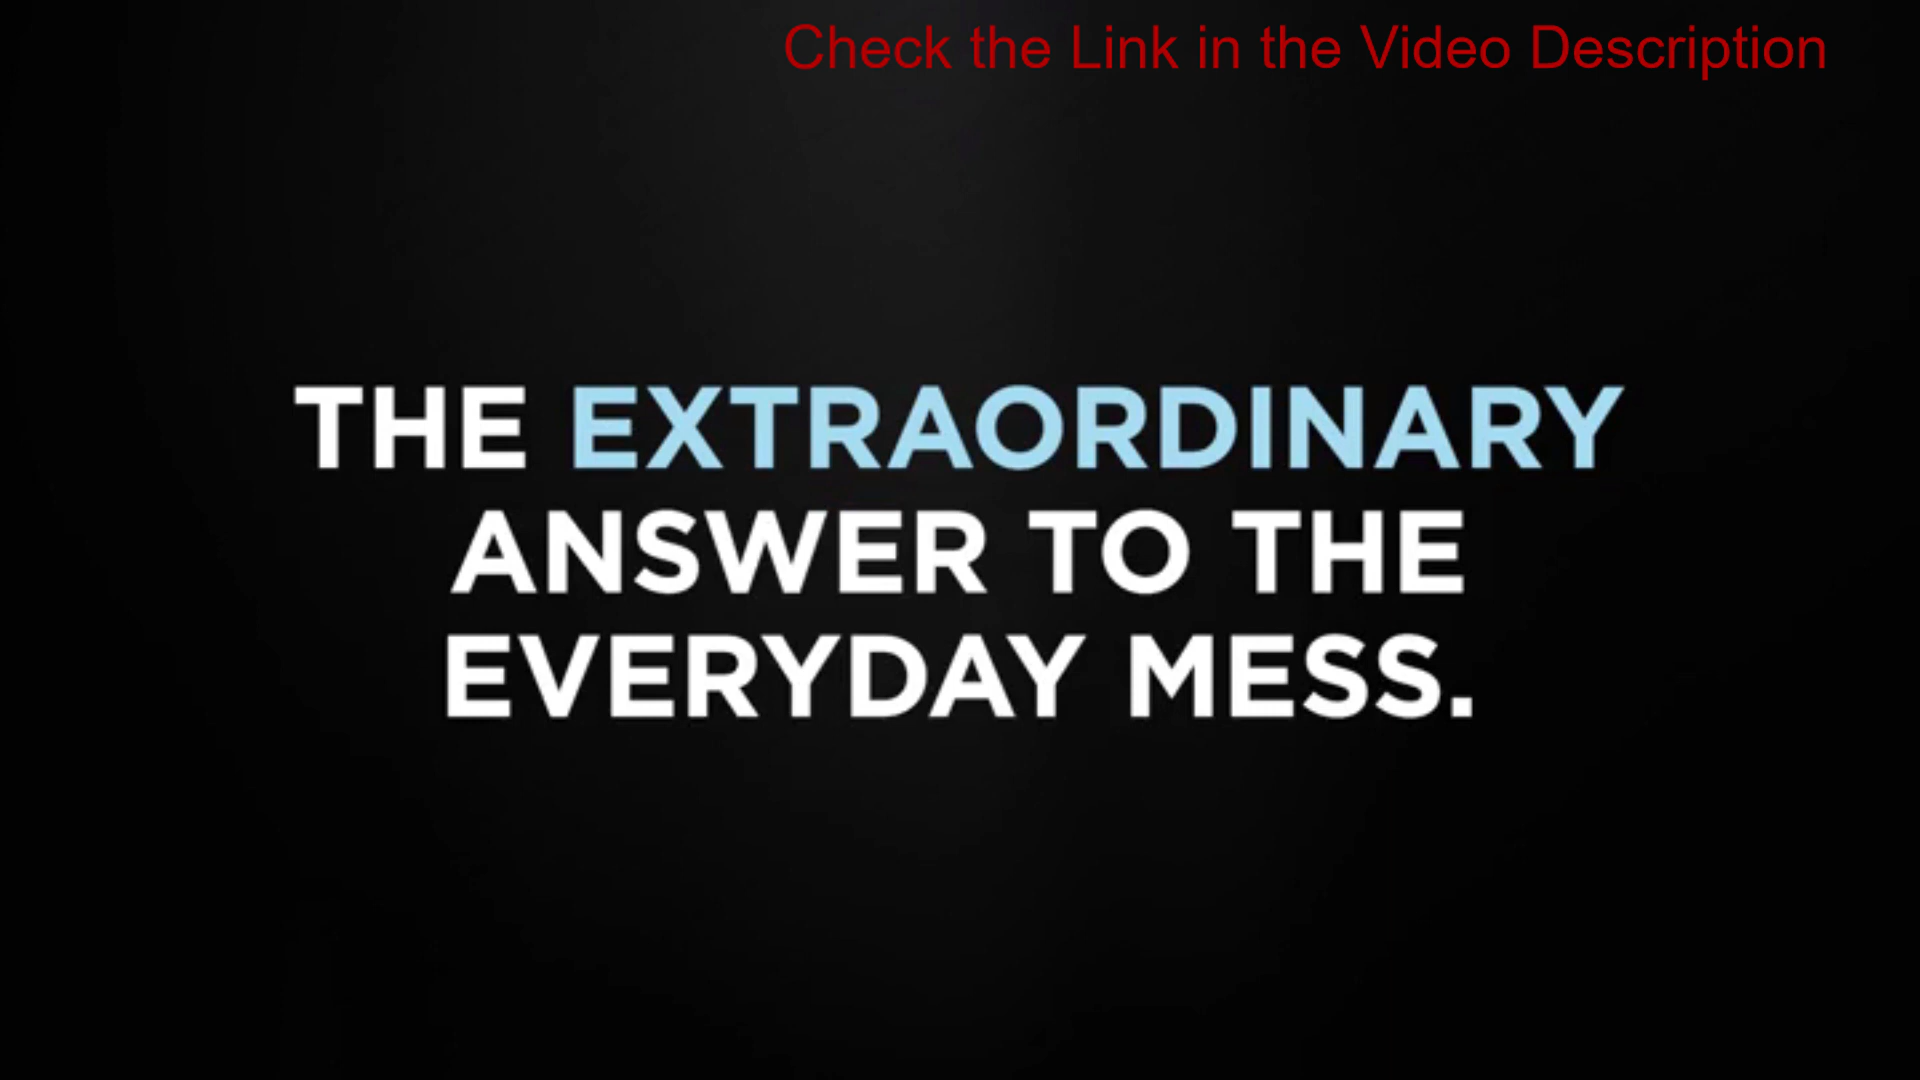 Check the Link in the Video Description
THE EXTRAORDINARY
ANSWER TO THE
EVERYDAY MESS.